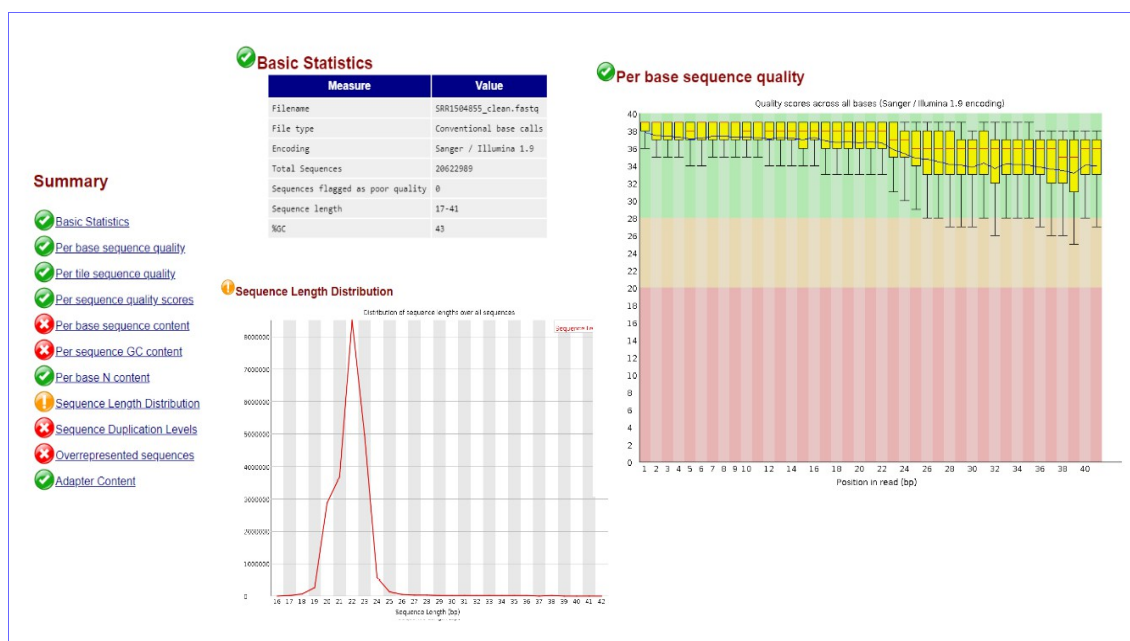 Summary
Basic Statistics
Per base sequence quality
Per tile sequence quality
Per sequence quality scores
Per base sequence content
Per sequence GC content
Per base N content
Sequence Length Distribution
Sequence Duplication Levels
Overrepresented sequences
Adapter Content
Basic Statistics
Measure Value
Filename SRR1504855_clean.fastq
File type Conventional base calls
Encoding Sanger / Illumina 1.9
Total Sequences 20622989
Sequences flagged as poor quality 0
Sequence length 17-41
%GC 43
Sequence Length Distribution
Distribution of sequence lengths over all sequences
Sequence Le
8000000
7000000
6000000
5000000
4000000
3000000
2000000
1000000
0
16 17 18 19 20 21 22 23 24 25 26 27 28 29 30 31 32 33 34 35 36 37 38 39 40 41 42
Sequence Length (bp)
Per base sequence quality
Quality scores across all bases (Sanger / Illumina 1.9 encoding)
40
38
36
34
32
30
28
26
24
22
20
18
16
14
12
10
8
6
4
2
0
1 2 3 4 5 6 7 8 9 10 12 14 16 18 20 22 24 26 28 30 32 34 36 38 40
Position in read (bp)